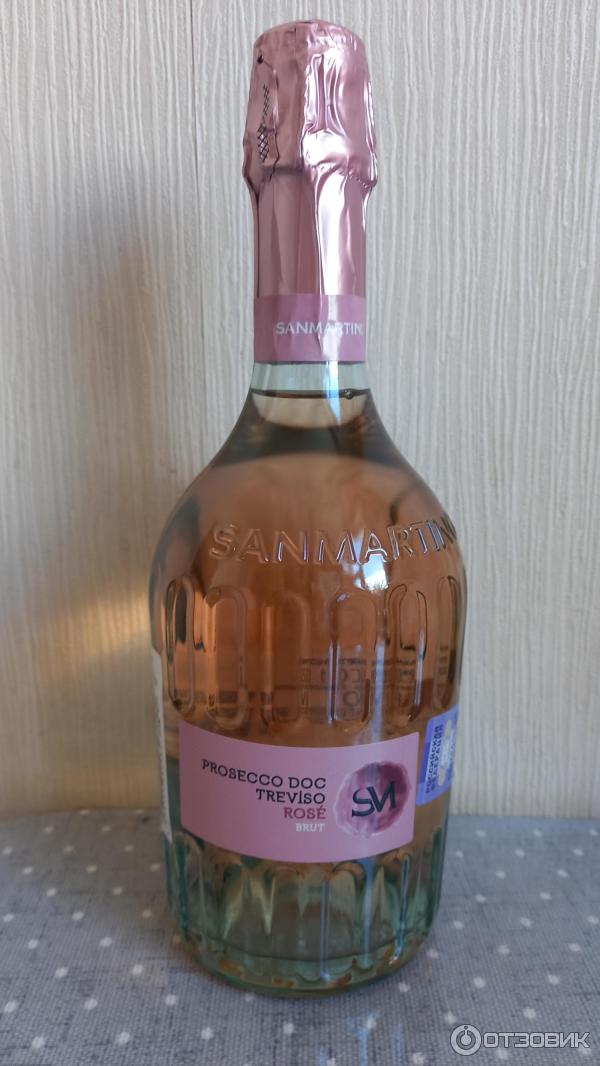 SANMARTINO
SANMARTINO
PROSECCO DOC
TREVISO
ROSÉ
BRUT
SM
ОТЗОВИК